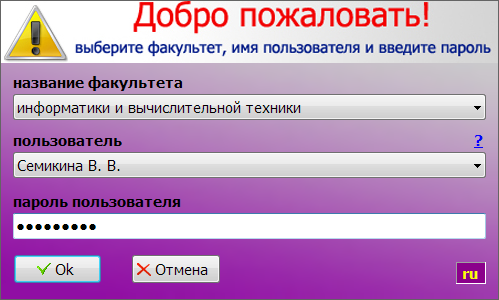 Добро пожаловать!
выберите факультет, имя пользователя и введите пароль
название факультета
информатики и вычислительной техники
пользователь ?
Семикина В. В.
пароль пользователя
●●●●●●●●●
Ok Отмена ru